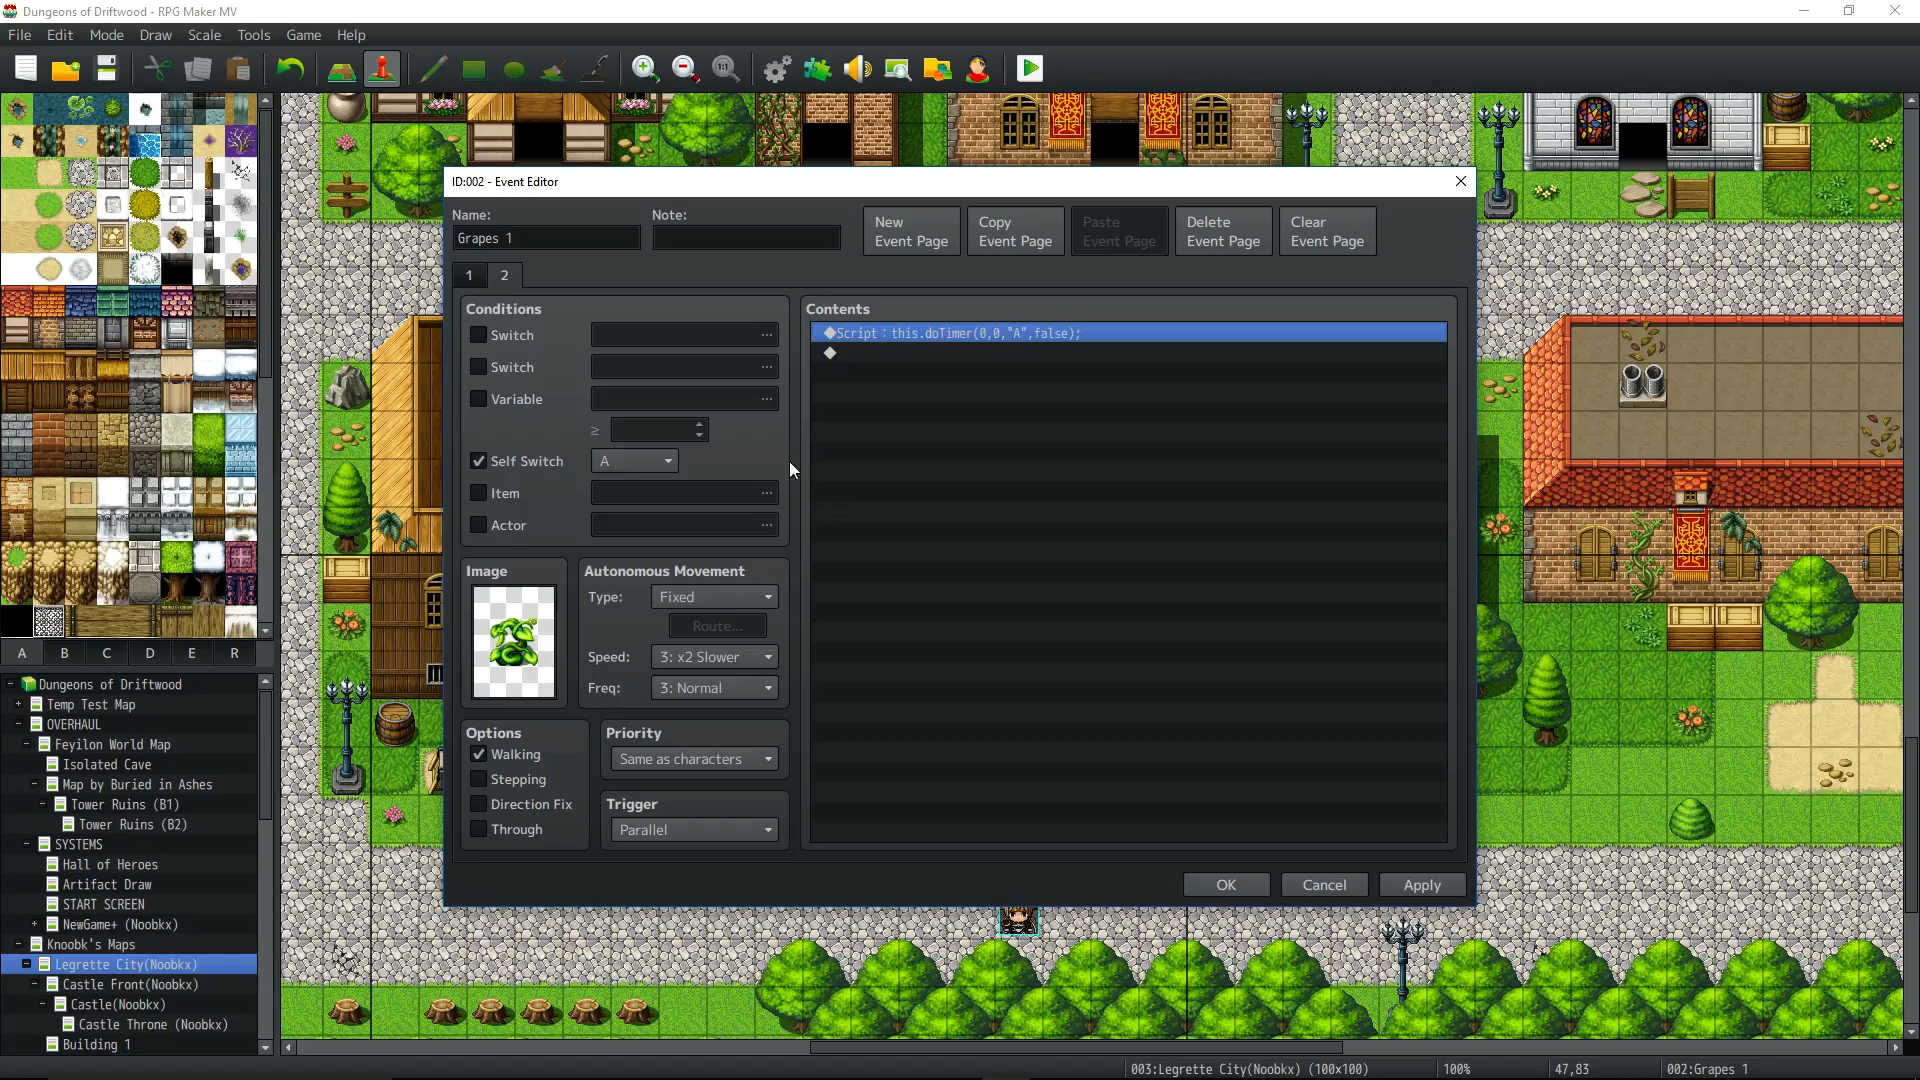 Dungeons of Driftwood - RPG Maker MV
File Edit Mode Draw Scale Tools Game Help
1:1
ID:002 - Event Editor
Name:
Note:
Grapes 1
New Event Page
Copy Event Page
Paste Event Page
Delete Event Page
Clear Event Page
1 2
Conditions
Switch ...
Switch ...
Variable ...
≥
Self Switch A
Item ...
Actor ...
Image
Autonomous Movement
Type: Fixed
Route...
Speed: 3: x2 Slower
Freq: 3: Normal
Options
Walking
Stepping
Direction Fix
Through
Priority
Same as characters
Trigger
Parallel
Contents
◆Script：this.doTimer(0,0,"A",false);
◆
OK Cancel Apply
A B C D E R
Dungeons of Driftwood
Temp Test Map
OVERHAUL
Feyilon World Map
Isolated Cave
Map by Buried in Ashes
Tower Ruins (B1)
Tower Ruins (B2)
SYSTEMS
Hall of Heroes
Artifact Draw
START SCREEN
NewGame+ (Noobkx)
Knoobk's Maps
Legrette City(Noobkx)
Castle Front(Noobkx)
Castle(Noobkx)
Castle Throne (Noobkx)
Building 1
003:Legrette City(Noobkx) (100x100) 100% 47,83 002:Grapes 1